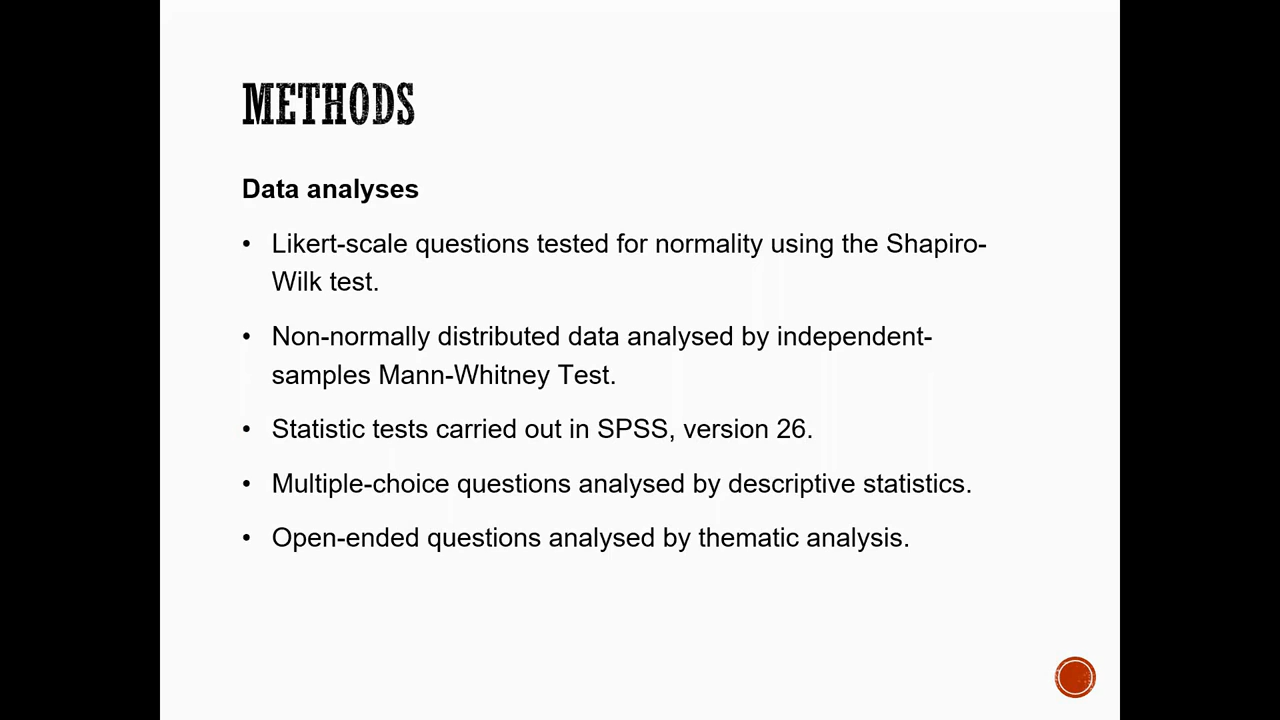 METHODS
Data analyses
• Likert-scale questions tested for normality using the Shapiro-
Wilk test.
• Non-normally distributed data analysed by independent-
samples Mann-Whitney Test.
• Statistic tests carried out in SPSS, version 26.
• Multiple-choice questions analysed by descriptive statistics.
• Open-ended questions analysed by thematic analysis.